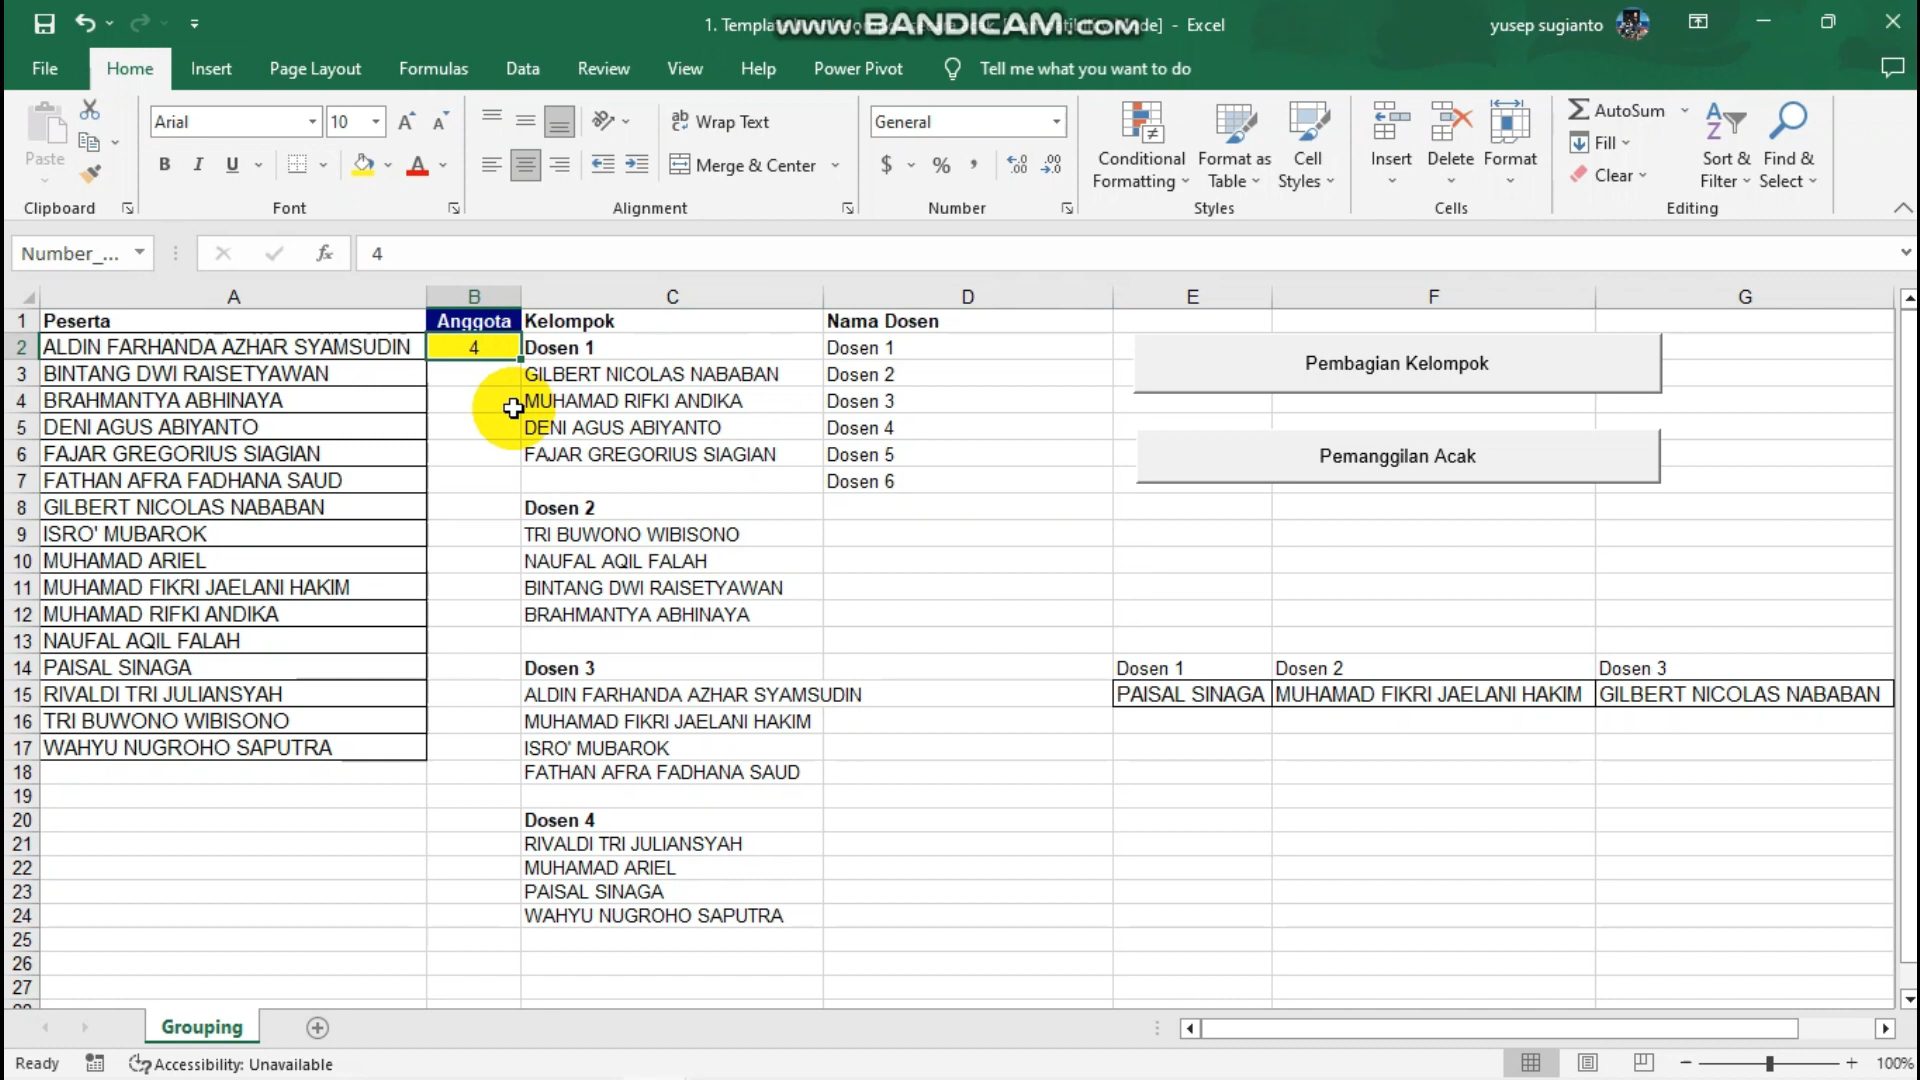 1. Templa
www.BANDICAM.com
de] - Excel
yusep sugianto
File Home Insert Page Layout Formulas Data Review View Help Power Pivot Tell me what you want to do
Paste
Clipboard
Arial 10
B I U
Font
ab Wrap Text
Merge & Center
Alignment
General
$ % ,
Number
Conditional Formatting
Format as Table
Cell Styles
Styles
Insert Delete Format
Cells
AutoSum
Fill
Clear
Sort & Filter
Find & Select
Editing
Number_... fx 4
A B C D E F G
1 Peserta Anggota Kelompok Nama Dosen
2 ALDIN FARHANDA AZHAR SYAMSUDIN 4 Dosen 1 Dosen 1
Pembagian Kelompok
3 BINTANG DWI RAISETYAWAN GILBERT NICOLAS NABABAN Dosen 2
4 BRAHMANTYA ABHINAYA MUHAMAD RIFKI ANDIKA Dosen 3
5 DENI AGUS ABIYANTO DENI AGUS ABIYANTO Dosen 4
6 FAJAR GREGORIUS SIAGIAN FAJAR GREGORIUS SIAGIAN Dosen 5
Pemanggilan Acak
7 FATHAN AFRA FADHANA SAUD Dosen 6
8 GILBERT NICOLAS NABABAN Dosen 2
9 ISRO' MUBAROK TRI BUWONO WIBISONO
10 MUHAMAD ARIEL NAUFAL AQIL FALAH
11 MUHAMAD FIKRI JAELANI HAKIM BINTANG DWI RAISETYAWAN
12 MUHAMAD RIFKI ANDIKA BRAHMANTYA ABHINAYA
13 NAUFAL AQIL FALAH
14 PAISAL SINAGA Dosen 3 Dosen 1 Dosen 2 Dosen 3
15 RIVALDI TRI JULIANSYAH ALDIN FARHANDA AZHAR SYAMSUDIN PAISAL SINAGA MUHAMAD FIKRI JAELANI HAKIM GILBERT NICOLAS NABABAN
16 TRI BUWONO WIBISONO MUHAMAD FIKRI JAELANI HAKIM
17 WAHYU NUGROHO SAPUTRA ISRO' MUBAROK
18 FATHAN AFRA FADHANA SAUD
19
20 Dosen 4
21 RIVALDI TRI JULIANSYAH
22 MUHAMAD ARIEL
23 PAISAL SINAGA
24 WAHYU NUGROHO SAPUTRA
25
26
27
Grouping
Ready Accessibility: Unavailable 100%